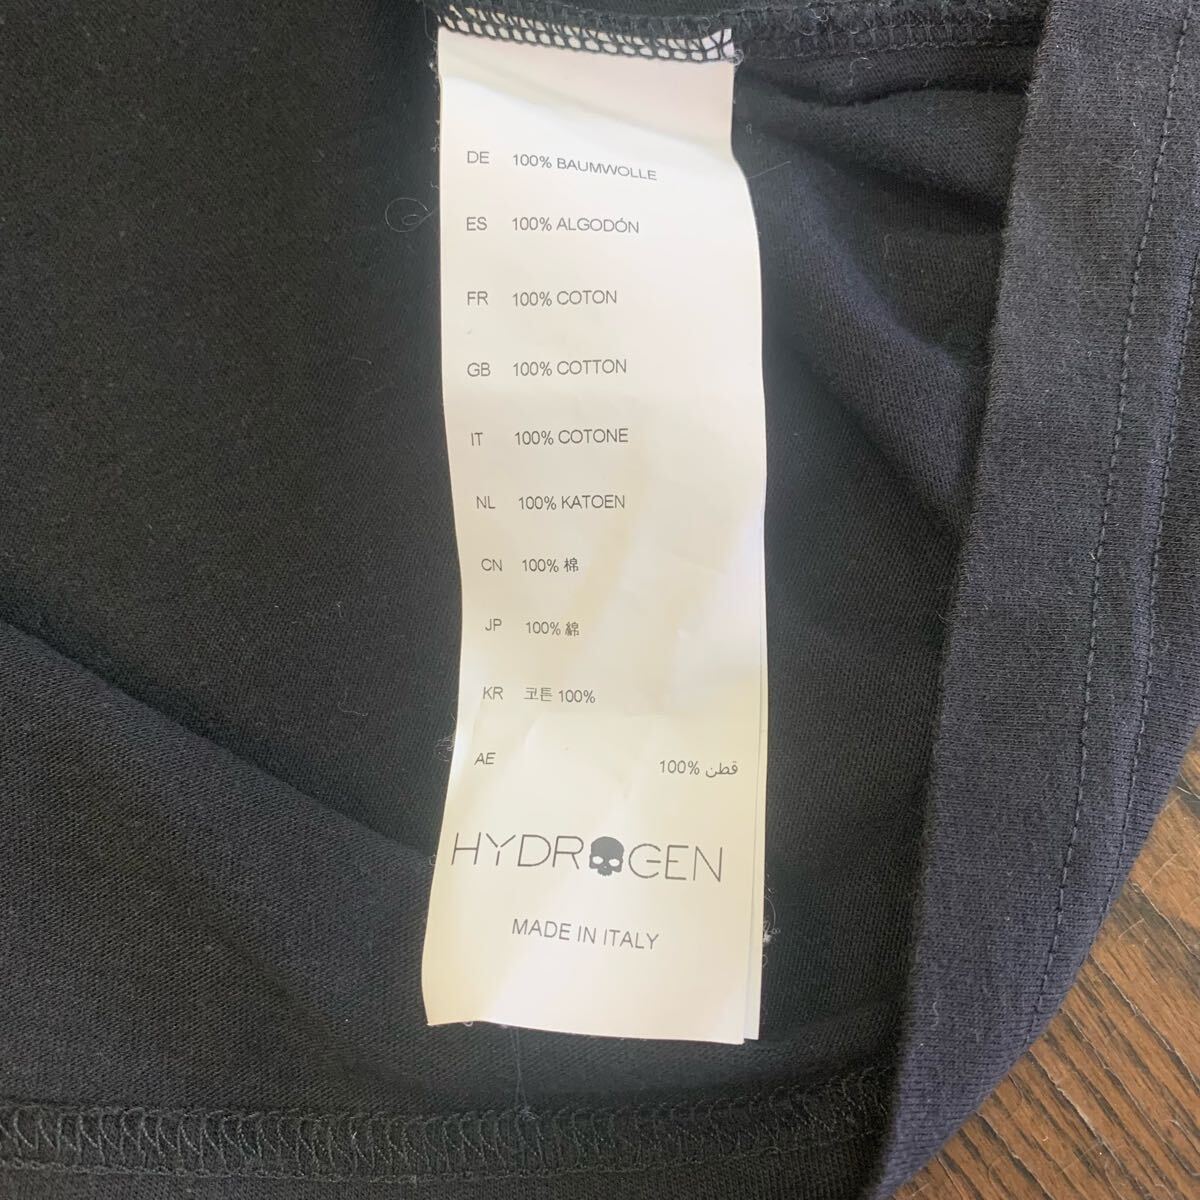 DE 100% BAUMWOLLE
ES 100% ALGODÓN
FR 100% COTON
GB 100% COTTON
IT 100% COTONE
NL 100% KATOEN
CN 100% 棉
JP 100% 綿
KR 코튼 100%
AE 100% قطن
HYDROGEN
MADE IN ITALY